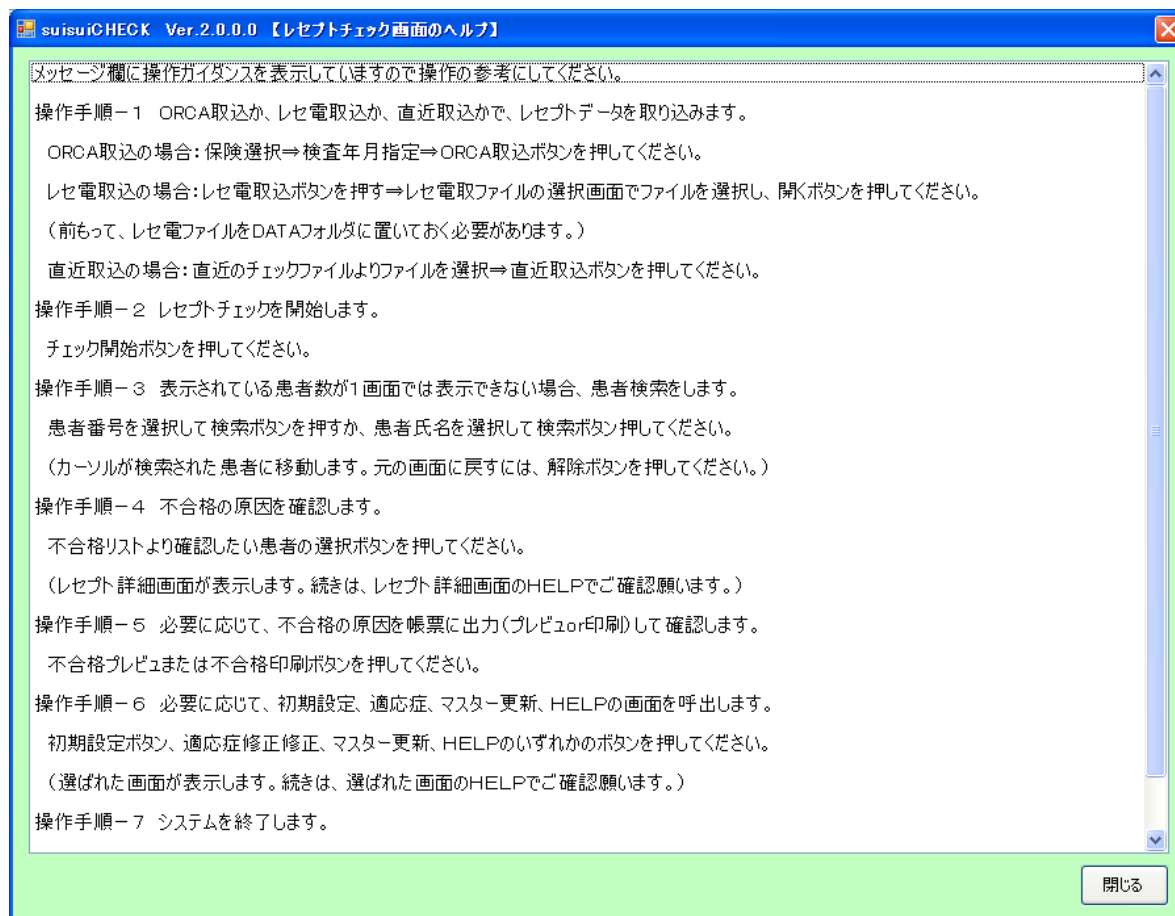 suisuiCHECK Ver.2.0.0.0 【レセプトチェック画面のヘルプ】
メッセージ欄に操作ガイダンスを表示していますので操作の参考にしてください。
操作手順－１ ORCA取込か、レセ電取込か、直近取込かで、レセプトデータを取り込みます。
ORCA取込の場合：保険選択⇒検査年月指定⇒ORCA取込ボタンを押してください。
レセ電取込の場合：レセ電取込ボタンを押す⇒レセ電取ファイルの選択画面でファイルを選択し、開くボタンを押してください。
（前もって、レセ電ファイルをDATAフォルダに置いておく必要があります。）
直近取込の場合：直近のチェックファイルよりファイルを選択⇒直近取込ボタンを押してください。
操作手順－２ レセプトチェックを開始します。
チェック開始ボタンを押してください。
操作手順－３ 表示されている患者数が1画面では表示できない場合、患者検索をします。
患者番号を選択して検索ボタンを押すか、患者氏名を選択して検索ボタン押してください。
（カーソルが検索された患者に移動します。元の画面に戻すには、解除ボタンを押してください。）
操作手順－４ 不合格の原因を確認します。
不合格リストより確認したい患者の選択ボタンを押してください。
（レセプト詳細画面が表示します。続きは、レセプト詳細画面のHELPでご確認願います。）
操作手順－５ 必要に応じて、不合格の原因を帳票に出力（プレビュor印刷）して確認します。
不合格プレビュまたは不合格印刷ボタンを押してください。
操作手順－６ 必要に応じて、初期設定、適応症、マスター更新、HELPの画面を呼出します。
初期設定ボタン、適応症修正修正、マスター更新、HELPのいずれかのボタンを押してください。
（選ばれた画面が表示します。続きは、選ばれた画面のHELPでご確認願います。）
操作手順－７ システムを終了します。
閉じる